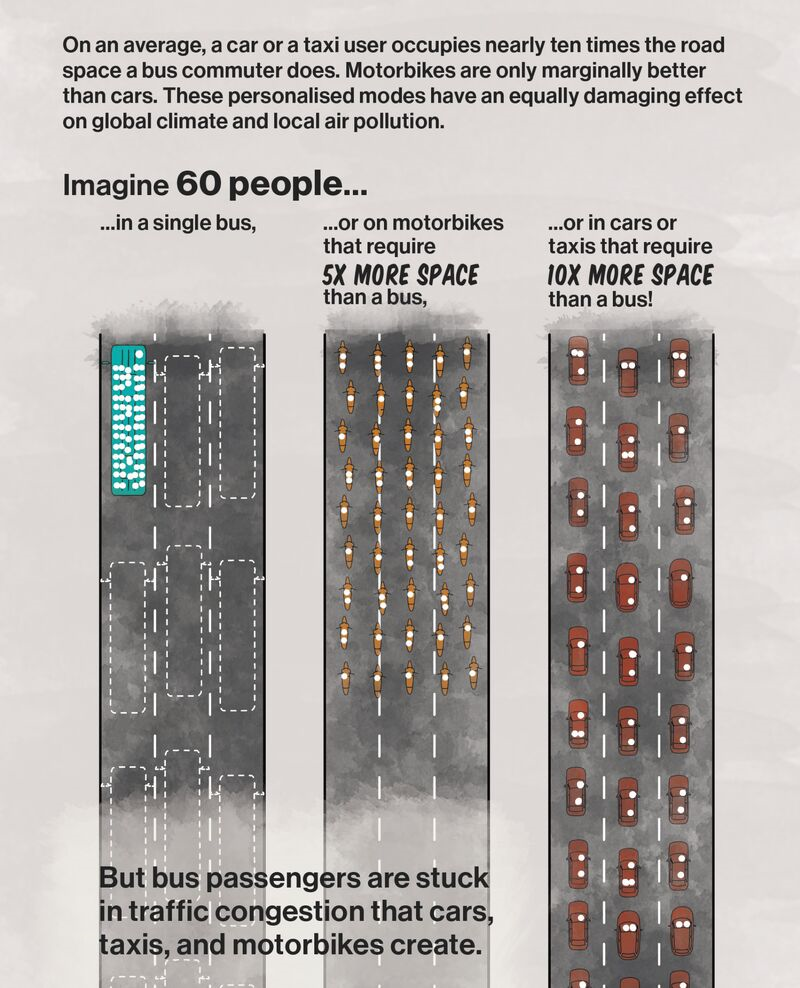 On an average, a car or a taxi user occupies nearly ten times the road
space a bus commuter does. Motorbikes are only marginally better
than cars. These personalised modes have an equally damaging effect
on global climate and local air pollution.
Imagine 60 people...
...in a single bus,
...or on motorbikes
that require
5X MORE SPACE
than a bus,
...or in cars or
taxis that require
10X MORE SPACE
than a bus!
But bus passengers are stuck
in traffic congestion that cars,
taxis, and motorbikes create.